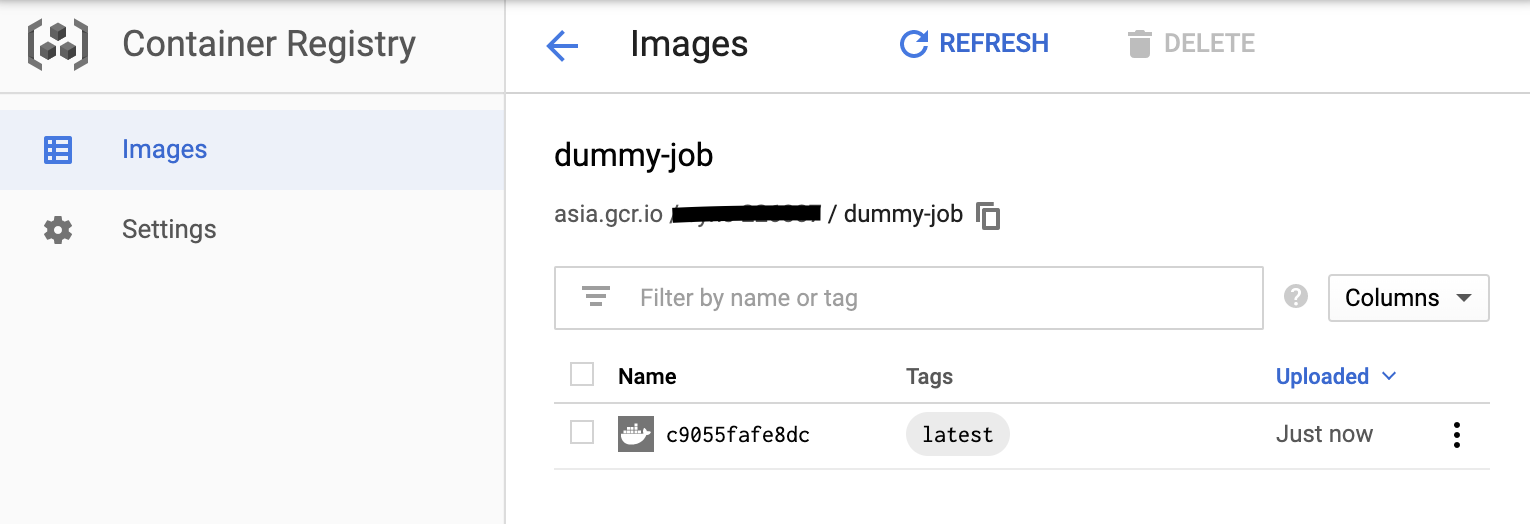 Container Registry
Images
REFRESH
DELETE
Images
Settings
dummy-job
asia.gcr.io / / dummy-job
Filter by name or tag
?
Columns
Name Tags Uploaded
c9055fafe8dc latest Just now